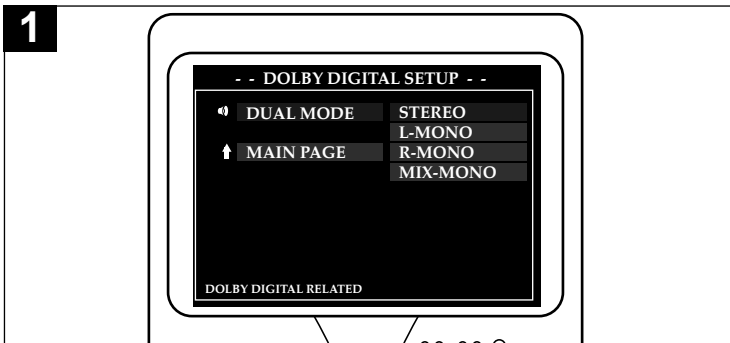 1
- - DOLBY DIGITAL SETUP - -
DUAL MODE STEREO
L-MONO
MAIN PAGE R-MONO
MIX-MONO
DOLBY DIGITAL RELATED